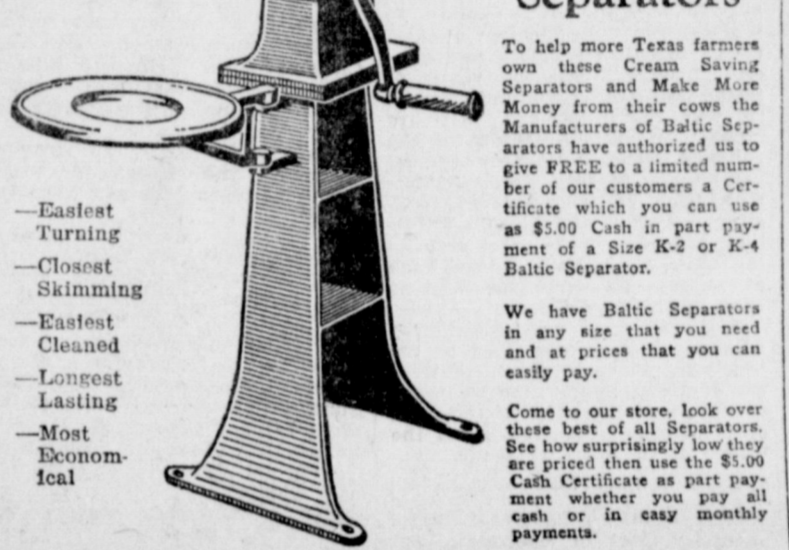 Separators
To help more Texas farmers
own these Cream Saving
Separators and Make More
Money from their cows the
Manufacturers of Baltic Sep-
arators have authorized us to
give FREE to a limited num-
ber of our customers a Cer-
tificate which you can use
as $5.00 Cash in part pay-
ment of a Size K-2 or K-4
Baltic Separator.
We have Baltic Separators
in any size that you need
and at prices that you can
easily pay.
Come to our store, look over
these best of all Separators.
See how surprisingly low they
are priced then use the $5.00
Cash Certificate as part pay-
ment whether you pay all
cash or in easy monthly
payments.
—Easiest
Turning
—Closest
Skimming
—Easiest
Cleaned
—Longest
Lasting
—Most
Econom-
ical